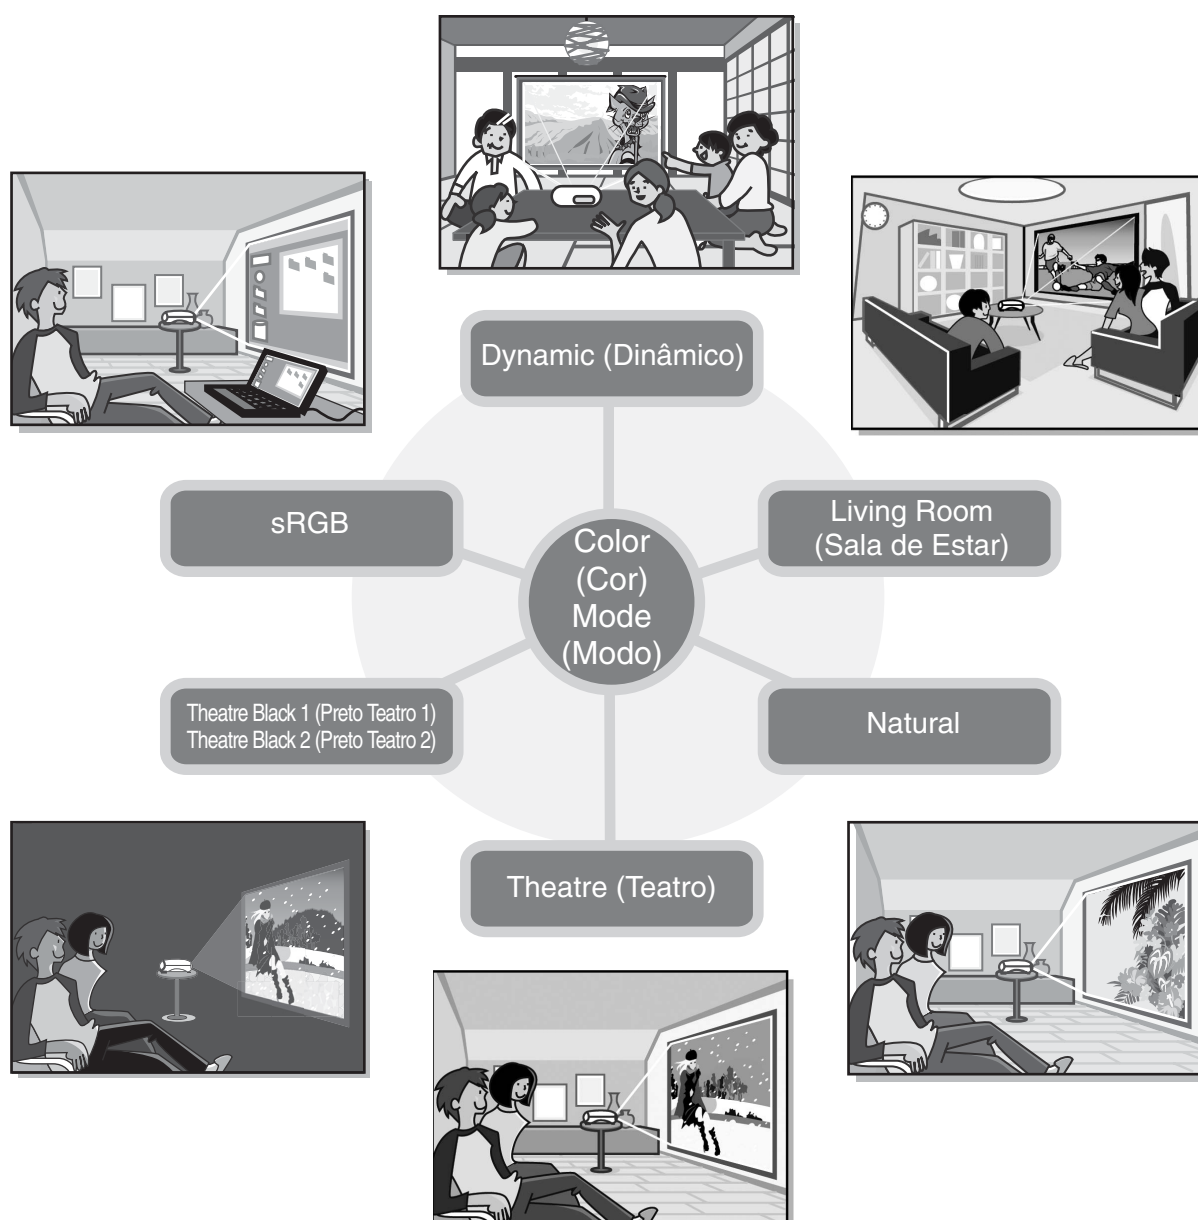 Dynamic (Dinâmico)
sRGB
Living Room
(Sala de Estar)
Color
(Cor)
Mode
(Modo)
Theatre Black 1 (Preto Teatro 1)
Theatre Black 2 (Preto Teatro 2)
Natural
Theatre (Teatro)